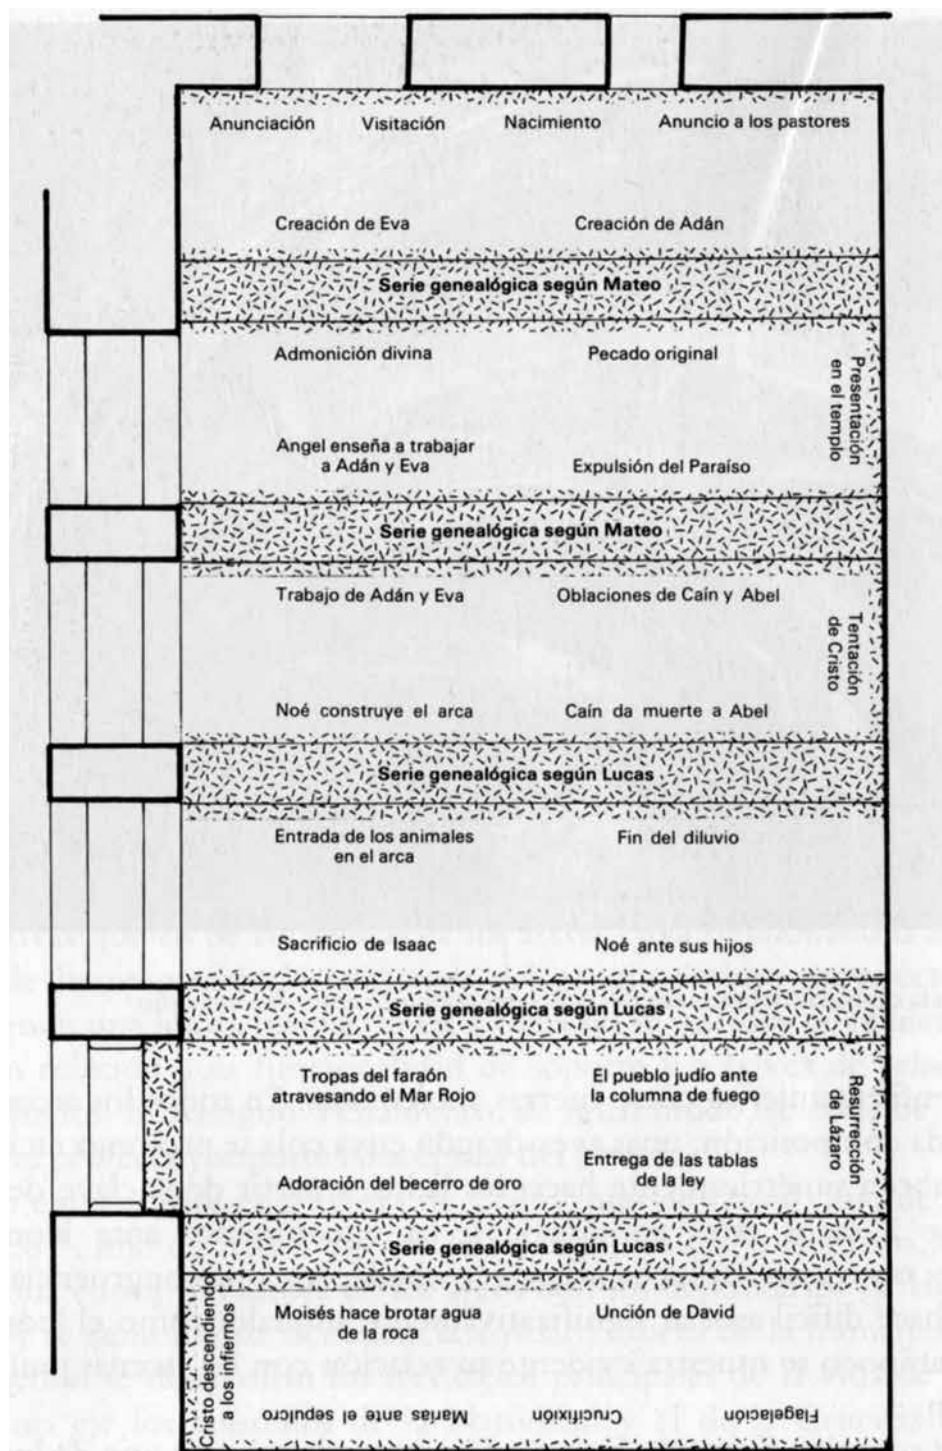 Anunciación Visitación Nacimiento Anuncio a los pastores
Creación de Eva Creación de Adán
Serie genealógica según Mateo
Admonición divina Pecado original
Presentación
en el templo
Angel enseña a trabajar
a Adán y Eva
Expulsión del Paraíso
Serie genealógica según Mateo
Trabajo de Adán y Eva Oblaciones de Caín y Abel
Tentación
de Cristo
Noé construye el arca Caín da muerte a Abel
Serie genealógica según Lucas
Entrada de los animales
en el arca
Fin del diluvio
Sacrificio de Isaac Noé ante sus hijos
Serie genealógica según Lucas
Tropas del faraón
atravesando el Mar Rojo
El pueblo judío ante
la columna de fuego
Resurrección
de Lázaro
Adoración del becerro de oro
Entrega de las tablas
de la ley
Serie genealógica según Lucas
Cristo descendiendo
a los infiernos
Moisés hace brotar agua
de la roca
Unción de David
Marías ante el sepulcro Crucifixión Flagelación